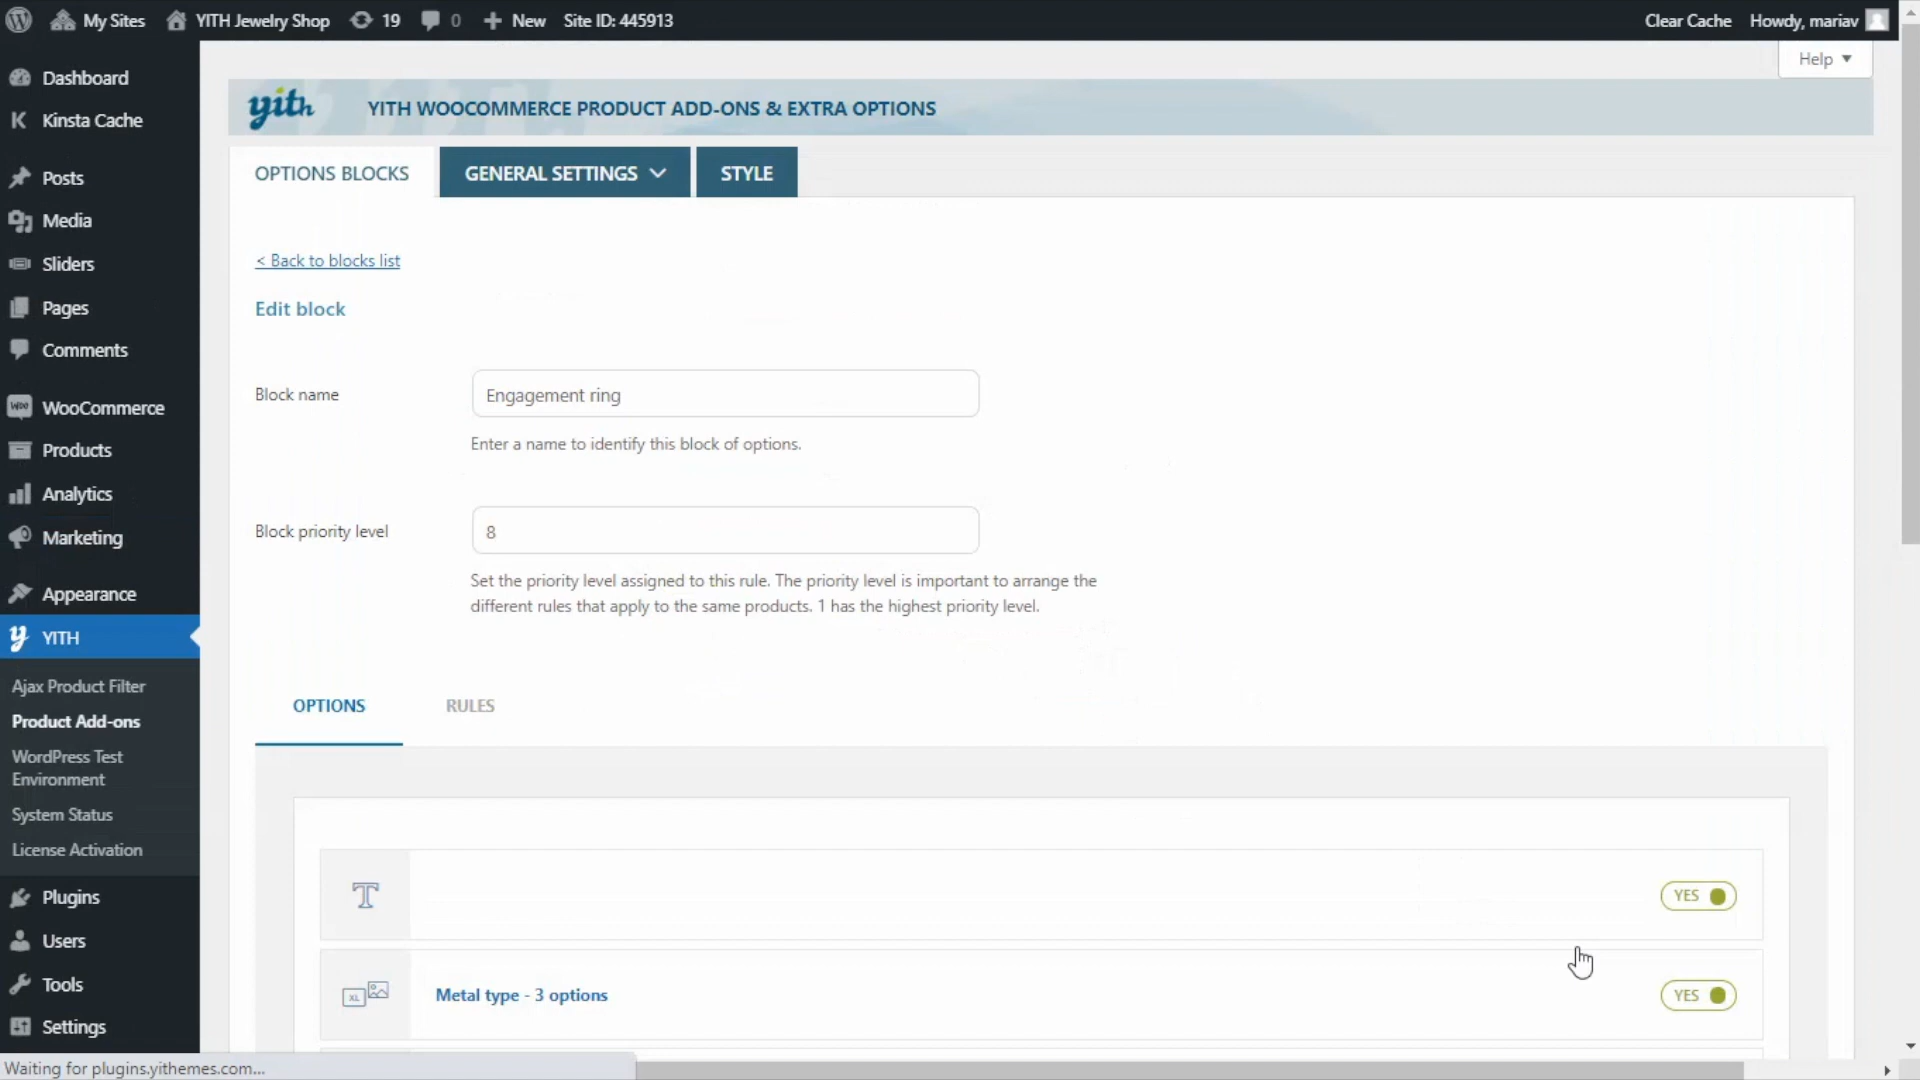 My Sites
YITH Jewelry Shop
19
0
New
Site ID: 445913
Clear Cache
Howdy, mariav
Help
Dashboard
Kinsta Cache
Posts
Media
Sliders
Pages
Comments
WooCommerce
Products
Analytics
Marketing
Appearance
YITH
Ajax Product Filter
Product Add-ons
WordPress Test
Environment
System Status
License Activation
Plugins
Users
Tools
Settings
yith
YITH WOOCOMMERCE PRODUCT ADD-ONS & EXTRA OPTIONS
OPTIONS BLOCKS
GENERAL SETTINGS
STYLE
< Back to blocks list
Edit block
Block name
Engagement ring
Enter a name to identify this block of options.
Block priority level
8
Set the priority level assigned to this rule. The priority level is important to arrange the
different rules that apply to the same products. 1 has the highest priority level.
OPTIONS
RULES
T
YES
XL
Metal type - 3 options
YES
Waiting for plugins.yithemes.com...